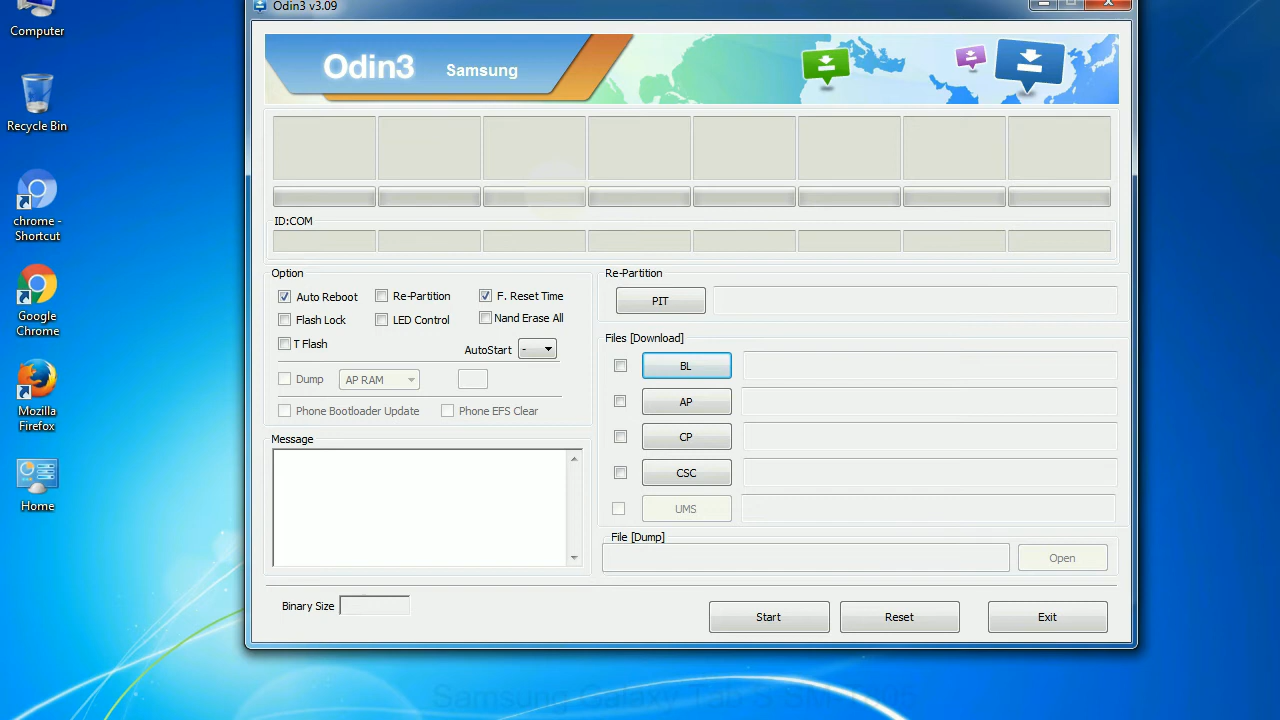 Odin3 v3.09
Computer
Recycle Bin
chrome -
Shortcut
Google
Chrome
Mozilla
Firefox
Home
Odin3 Samsung
ID:COM
Option
Auto Reboot Re-Partition F. Reset Time
Flash Lock LED Control Nand Erase All
T Flash AutoStart -
Dump AP RAM
Phone Bootloader Update Phone EFS Clear
Message
Re-Partition
PIT
Files [Download]
BL
AP
CP
CSC
UMS
File [Dump]
Open
Binary Size
Start Reset Exit
Samsung Galaxy Tab S